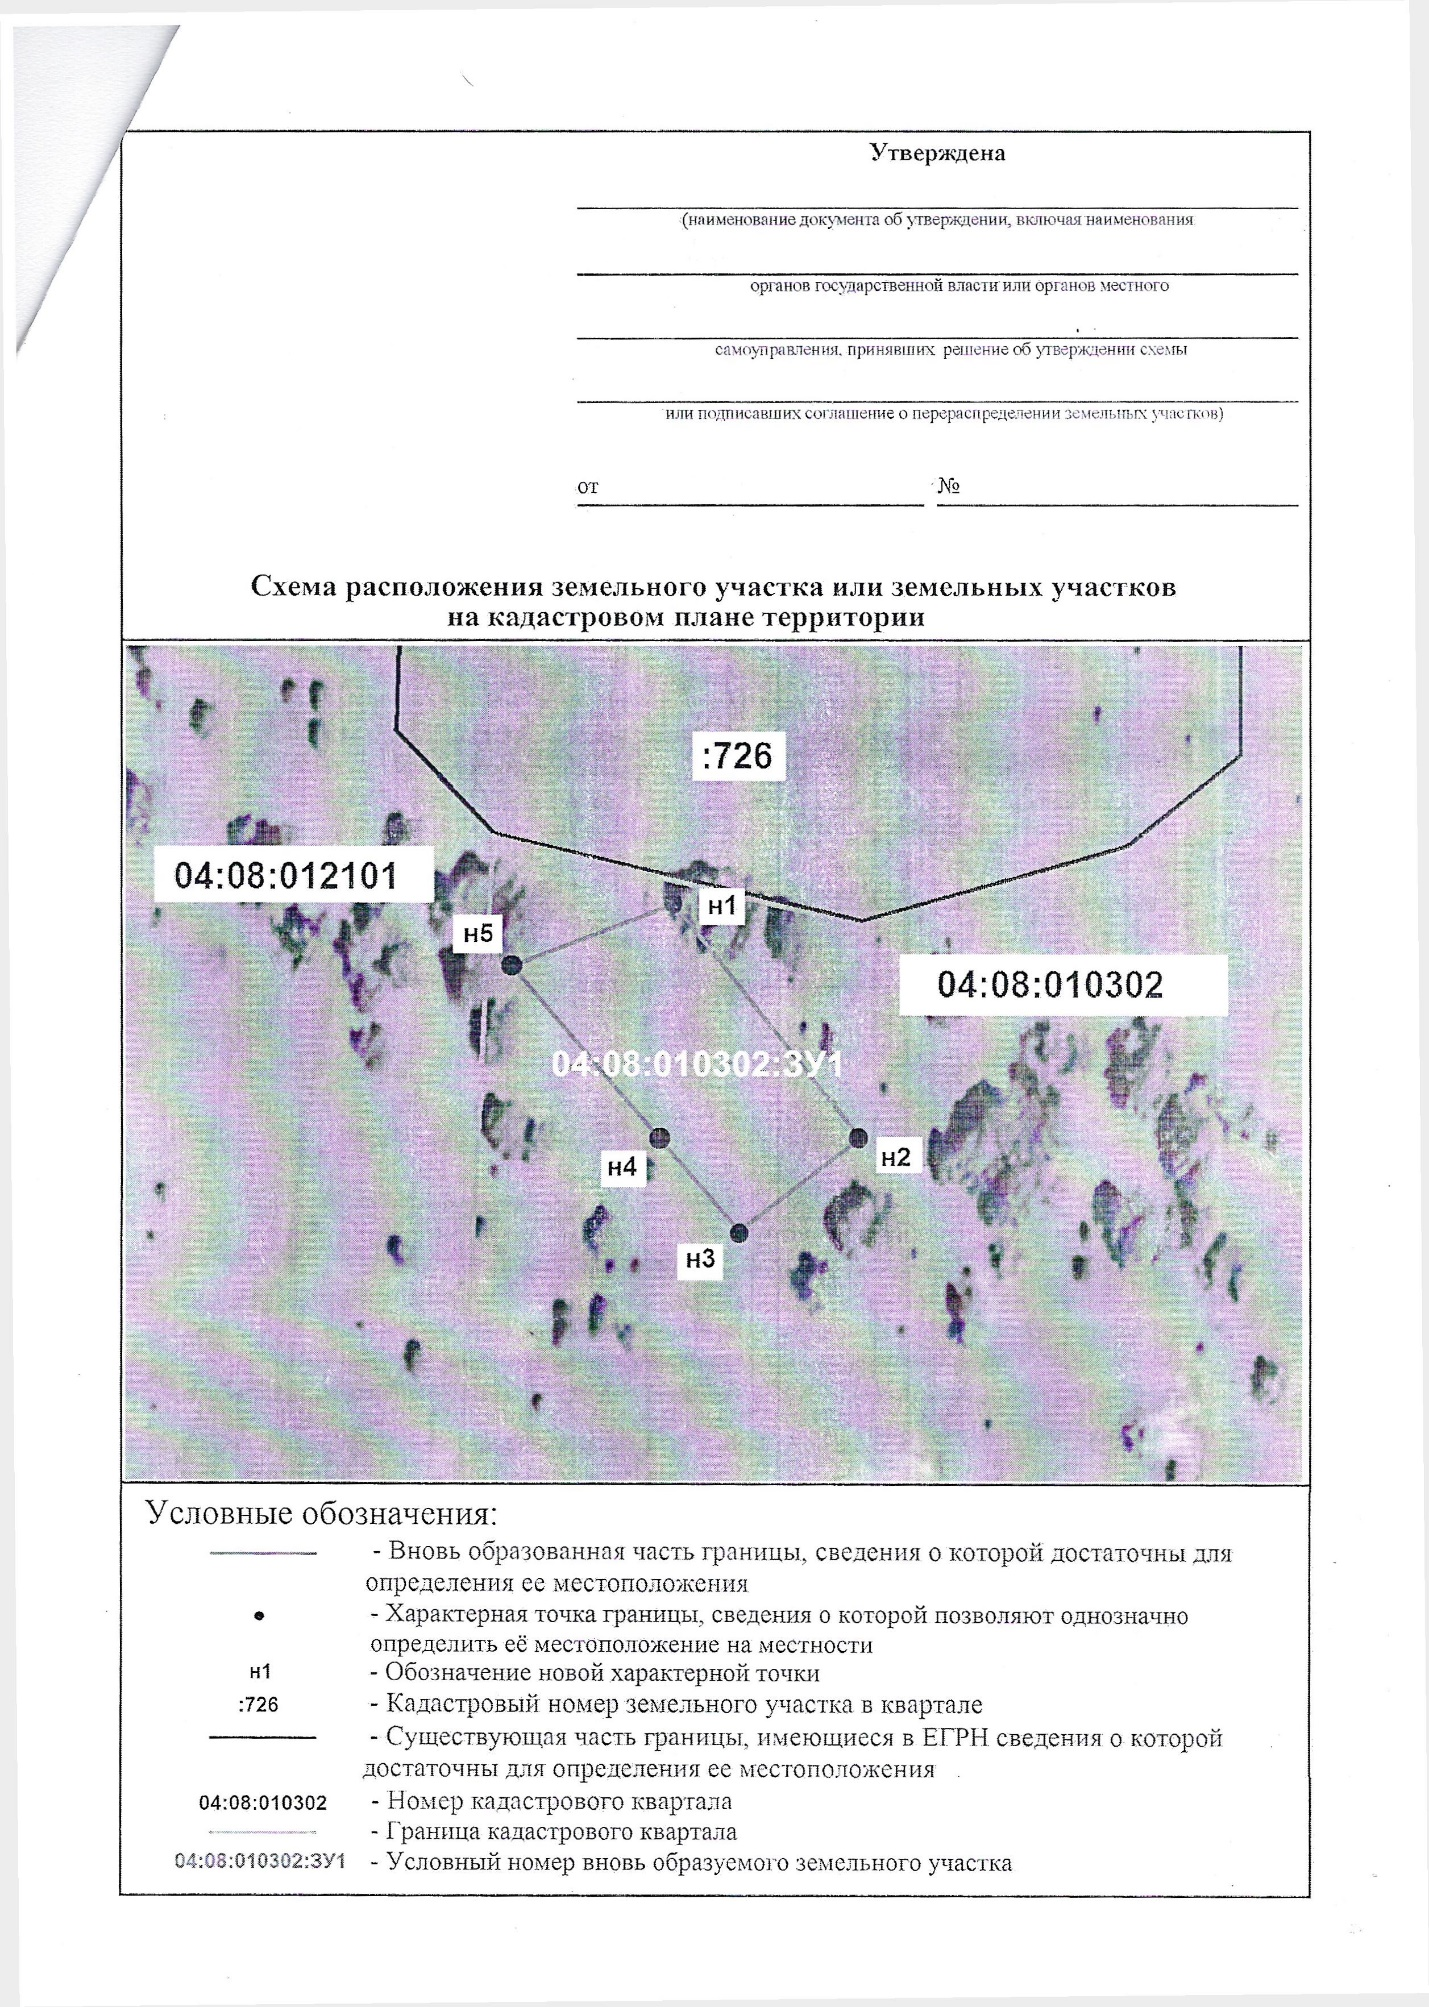 Утверждена
(наименование документа об утверждении, включая наименования
органов государственной власти или органов местного
самоуправления, принявших решение об утверждении схемы
или подписавших соглашение о перераспределении земельных участков)
от №
Схема расположения земельного участка или земельных участков
на кадастровом плане территории
:726
04:08:012101
н1
н5
04:08:010302
04:08:010302:ЗУ1
н2
н4
н3
Условные обозначения:
- Вновь образованная часть границы, сведения о которой достаточны для
определения ее местоположения
- Характерная точка границы, сведения о которой позволяют однозначно
определить её местоположение на местности
н1 - Обозначение новой характерной точки
:726 - Кадастровый номер земельного участка в квартале
- Существующая часть границы, имеющиеся в ЕГРН сведения о которой
достаточны для определения ее местоположения
04:08:010302 - Номер кадастрового квартала
- Граница кадастрового квартала
04:08:010302:ЗУ1 - Условный номер вновь образуемого земельного участка